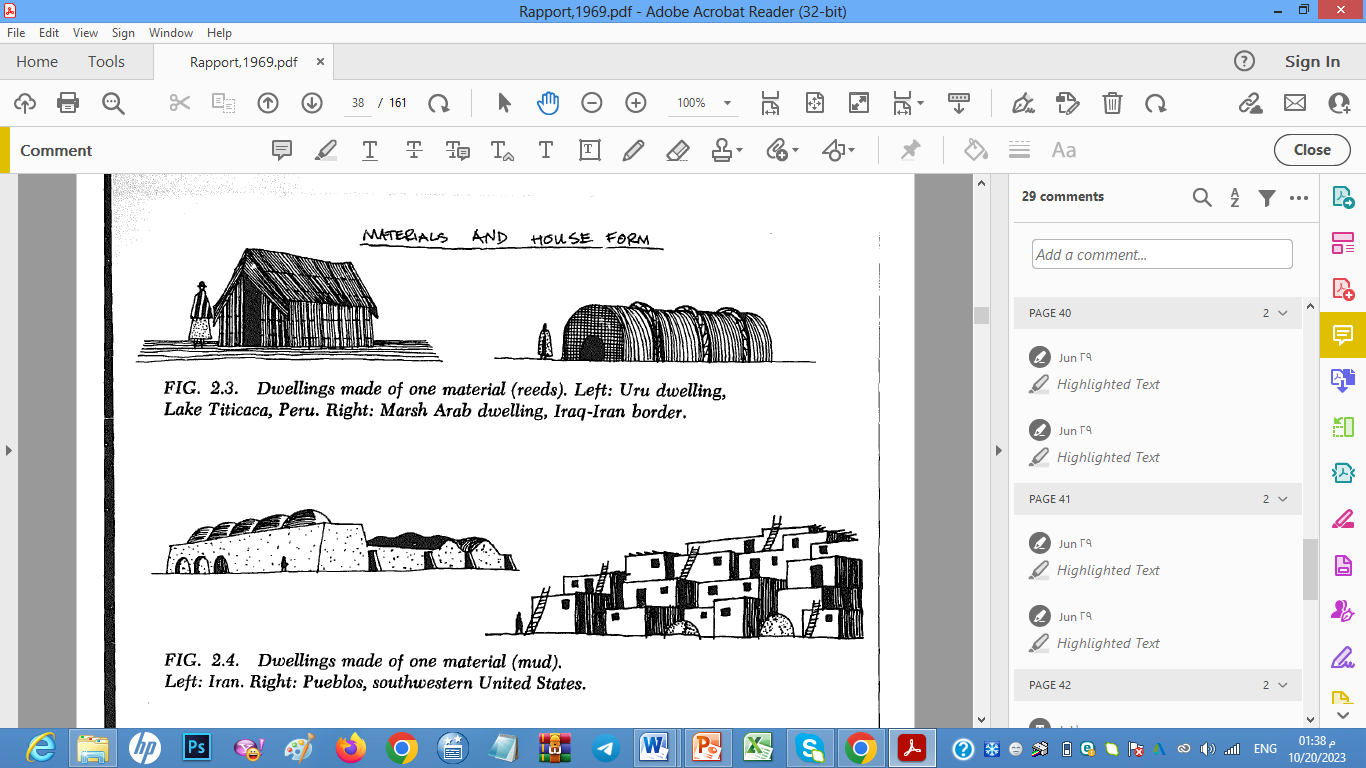 Rapport,1969.pdf - Adobe Acrobat Reader (32-bit)
File Edit View Sign Window Help
Home Tools Rapport,1969.pdf × Sign In
38 / 161 100%
Comment Aa Close
MATERIALS AND HOUSE FORM
FIG. 2.3. Dwellings made of one material (reeds). Left: Uru dwelling,
Lake Titicaca, Peru. Right: Marsh Arab dwelling, Iraq-Iran border.
FIG. 2.4. Dwellings made of one material (mud).
Left: Iran. Right: Pueblos, southwestern United States.
29 comments
Add a comment...
PAGE 40 2
Jun ٢٩
Highlighted Text
Jun ٢٩
Highlighted Text
PAGE 41 2
Jun ٢٩
Highlighted Text
Jun ٢٩
Highlighted Text
PAGE 42 2
ENG
01:38 م
10/20/2023